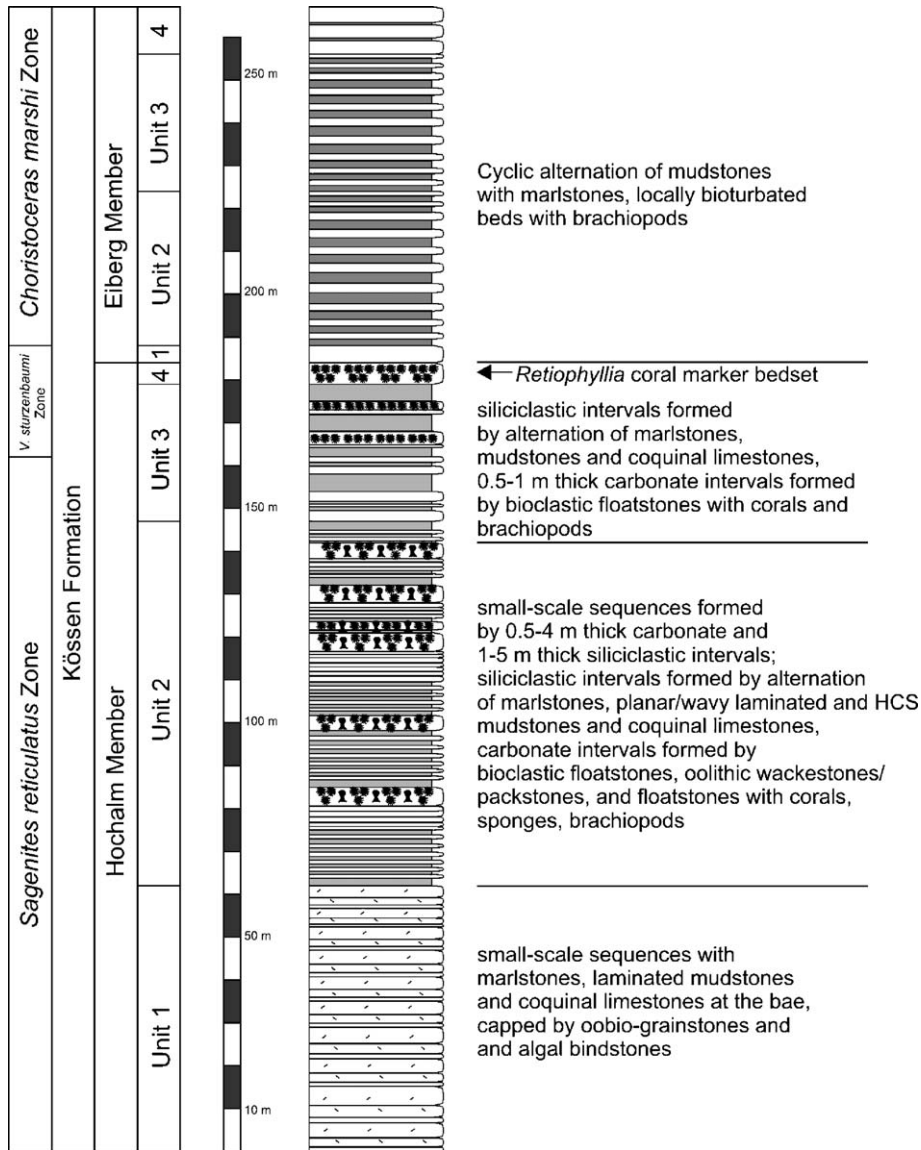 Choristoceras marshi Zone
V. sturzenbaumi
Zone
Sagenites reticulatus Zone
Kössen Formation
Eiberg Member
Hochalm Member
4
Unit 3
Unit 2
1
4
Unit 3
Unit 2
Unit 1
250 m
200 m
150 m
100 m
50 m
10 m
Cyclic alternation of mudstones
with marlstones, locally bioturbated
beds with brachiopods
Retiophyllia coral marker bedset
siliciclastic intervals formed
by alternation of marlstones,
mudstones and coquinal limestones,
0.5-1 m thick carbonate intervals formed
by bioclastic floatstones with corals and
brachiopods
small-scale sequences formed
by 0.5-4 m thick carbonate and
1-5 m thick siliciclastic intervals;
siliciclastic intervals formed by alternation
of marlstones, planar/wavy laminated and HCS
mudstones and coquinal limestones,
carbonate intervals formed by
bioclastic floatstones, oolithic wackestones/
packstones, and floatstones with corals,
sponges, brachiopods
small-scale sequences with
marlstones, laminated mudstones
and coquinal limestones at the bae,
capped by oobio-grainstones and
and algal bindstones